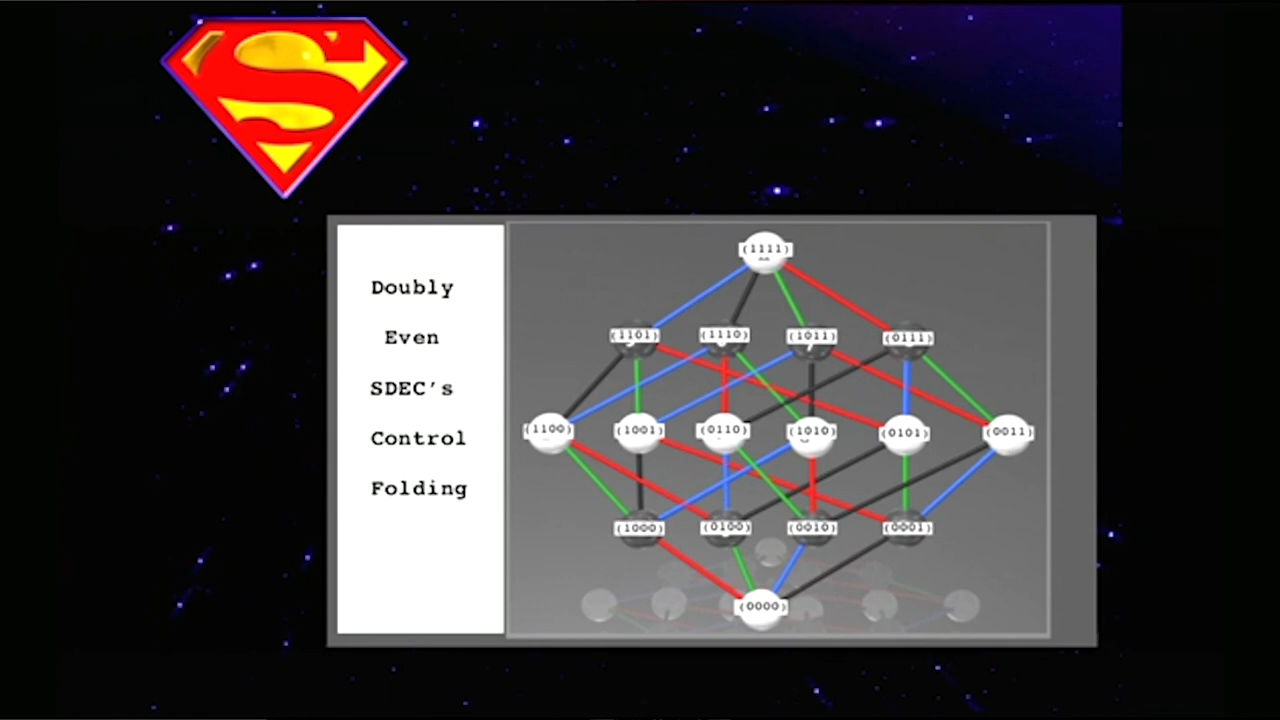 S
Doubly
Even
SDEC's
Control
Folding
(1111)
(1101) (1110) (1011) (0111)
(1100) (1001) (0110) (1010) (0101) (0011)
(1000) (0100) (0010) (0001)
(0000)